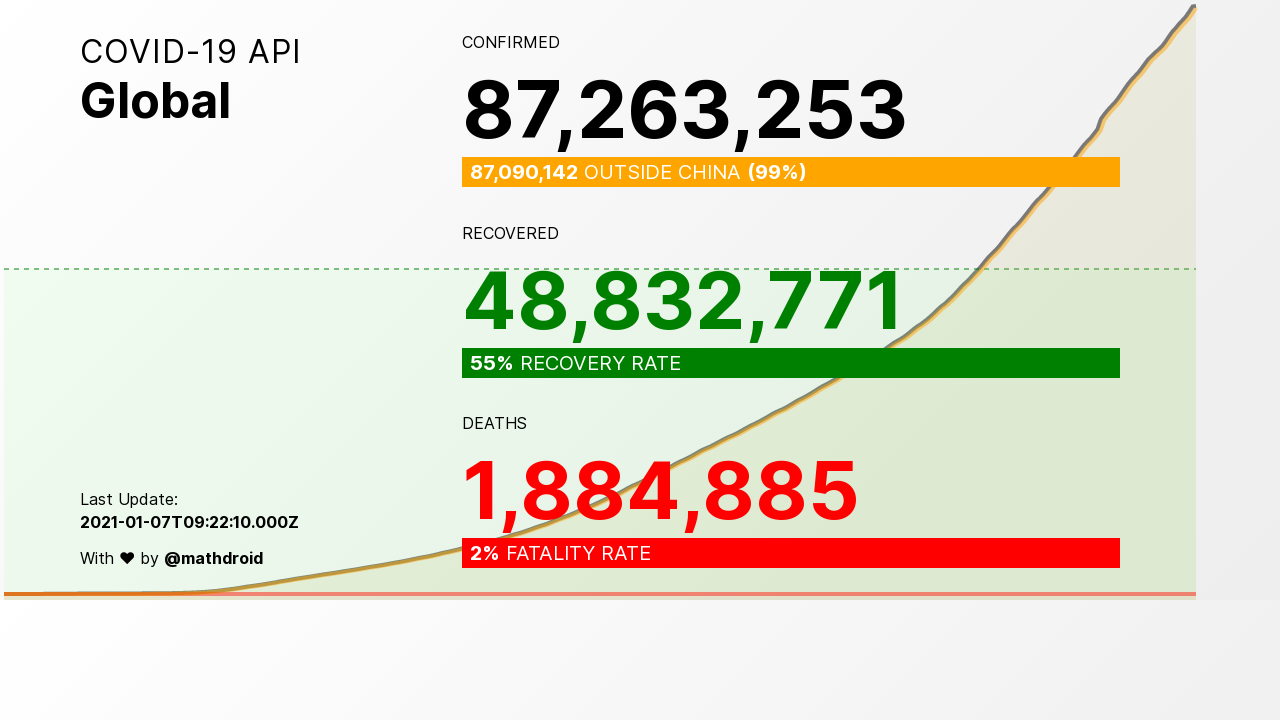 COVID-19 API
Global
CONFIRMED
87,263,253
87,090,142 OUTSIDE CHINA (99%)
RECOVERED
48,832,771
55% RECOVERY RATE
DEATHS
1,884,885
2% FATALITY RATE
Last Update:
2021-01-07T09:22:10.000Z
With ♥ by @mathdroid